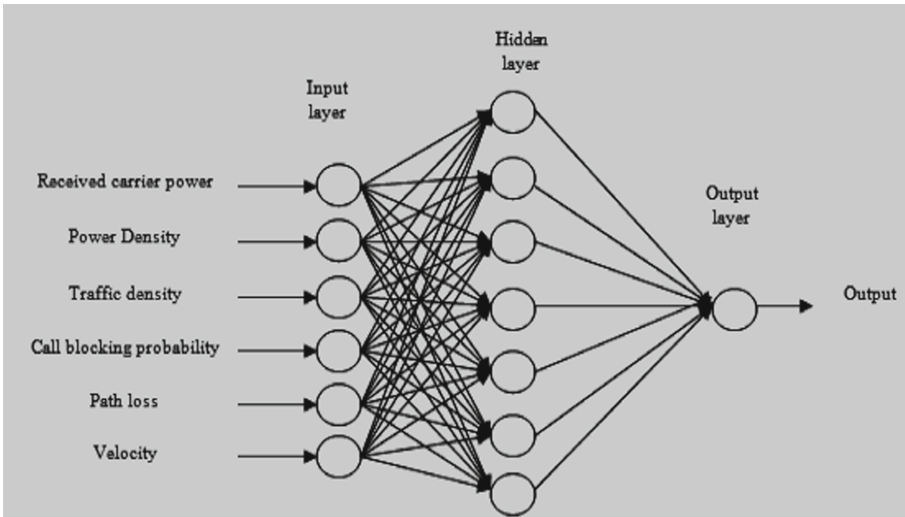 Hidden
layer
Input
layer
Received carrier power
Power Density
Traffic density
Call blocking probability
Path loss
Velocity
Output
layer
Output